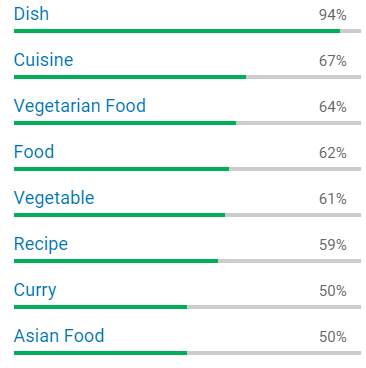 Dish 94%
Cuisine 67%
Vegetarian Food 64%
Food 62%
Vegetable 61%
Recipe 59%
Curry 50%
Asian Food 50%